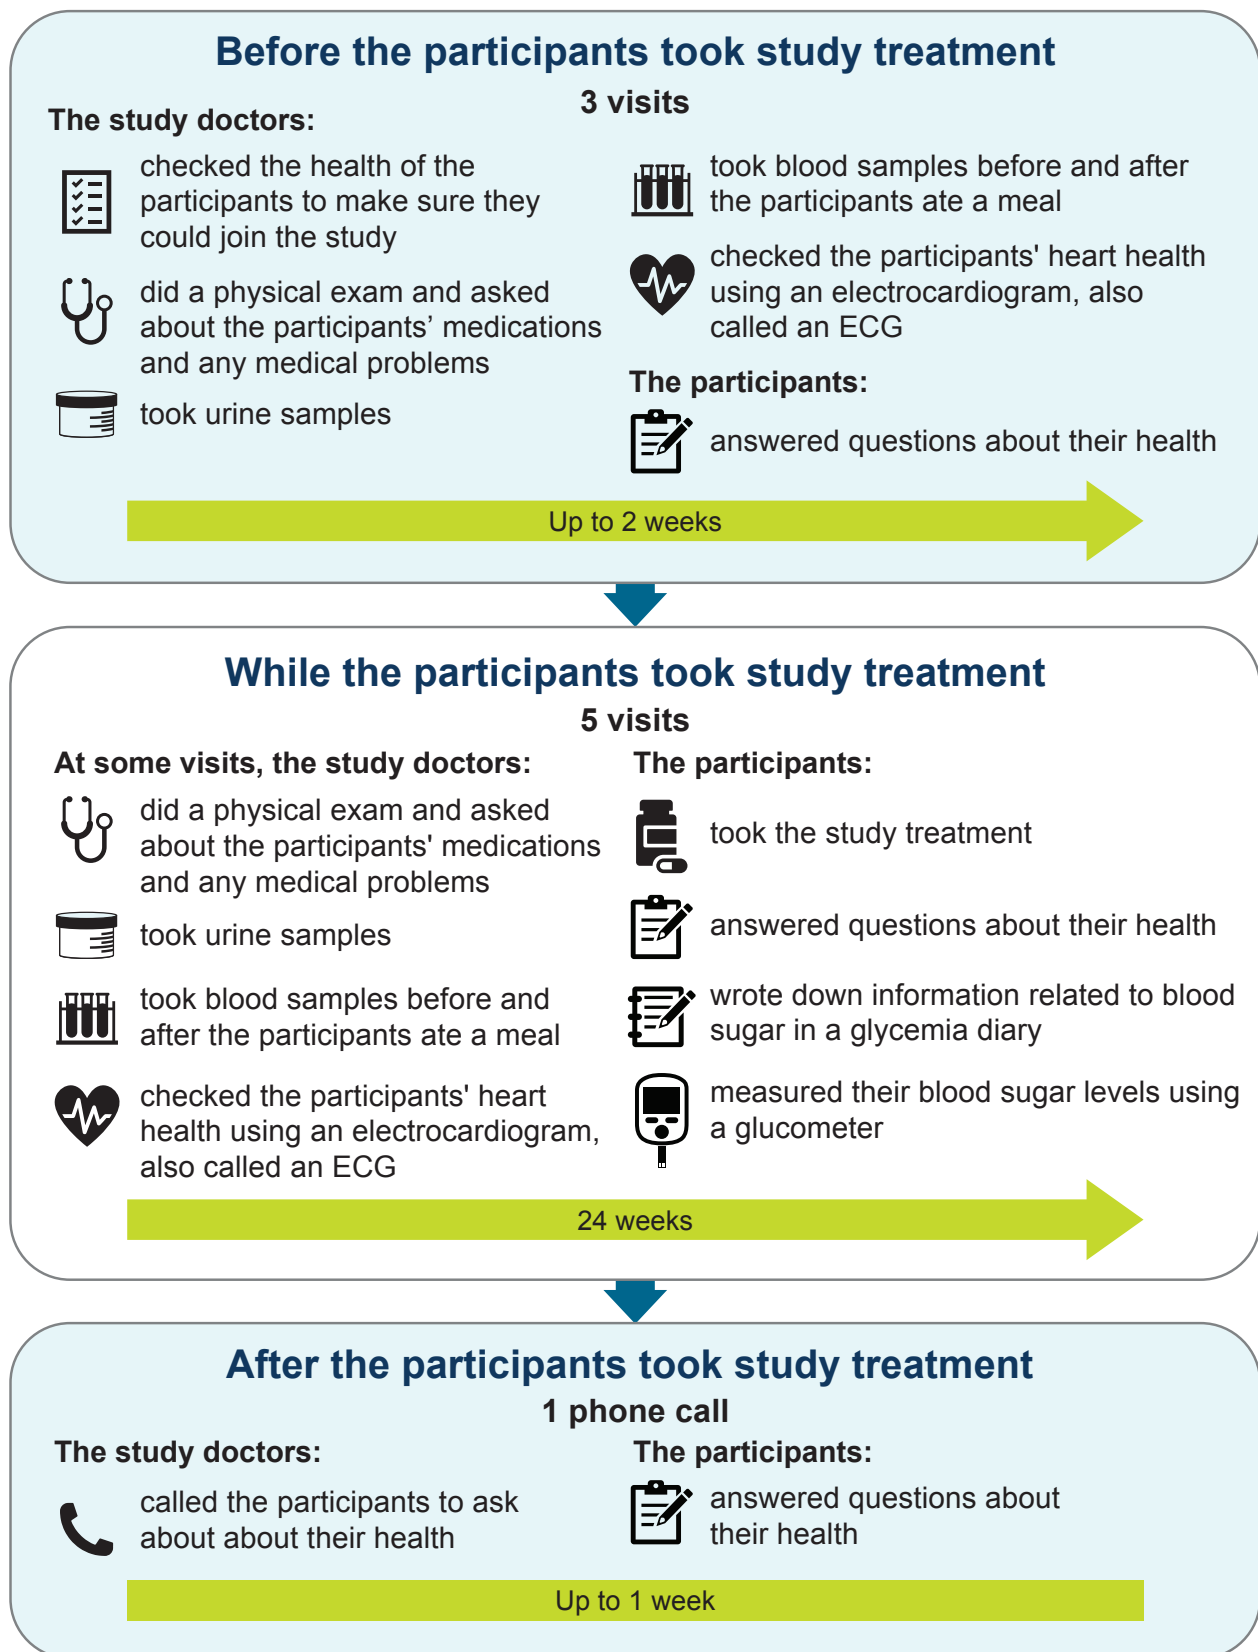 Before the participants took study treatment
3 visits
The study doctors:
checked the health of the
participants to make sure they
could join the study
did a physical exam and asked
about the participants’ medications
and any medical problems
took urine samples
took blood samples before and after
the participants ate a meal
checked the participants' heart health
using an electrocardiogram, also
called an ECG
The participants:
answered questions about their health
Up to 2 weeks
While the participants took study treatment
5 visits
At some visits, the study doctors:
did a physical exam and asked
about the participants' medications
and any medical problems
took urine samples
took blood samples before and
after the participants ate a meal
checked the participants' heart
health using an electrocardiogram,
also called an ECG
The participants:
took the study treatment
answered questions about their health
wrote down information related to blood
sugar in a glycemia diary
measured their blood sugar levels using
a glucometer
24 weeks
After the participants took study treatment
1 phone call
The study doctors:
called the participants to ask
about about their health
The participants:
answered questions about
their health
Up to 1 week